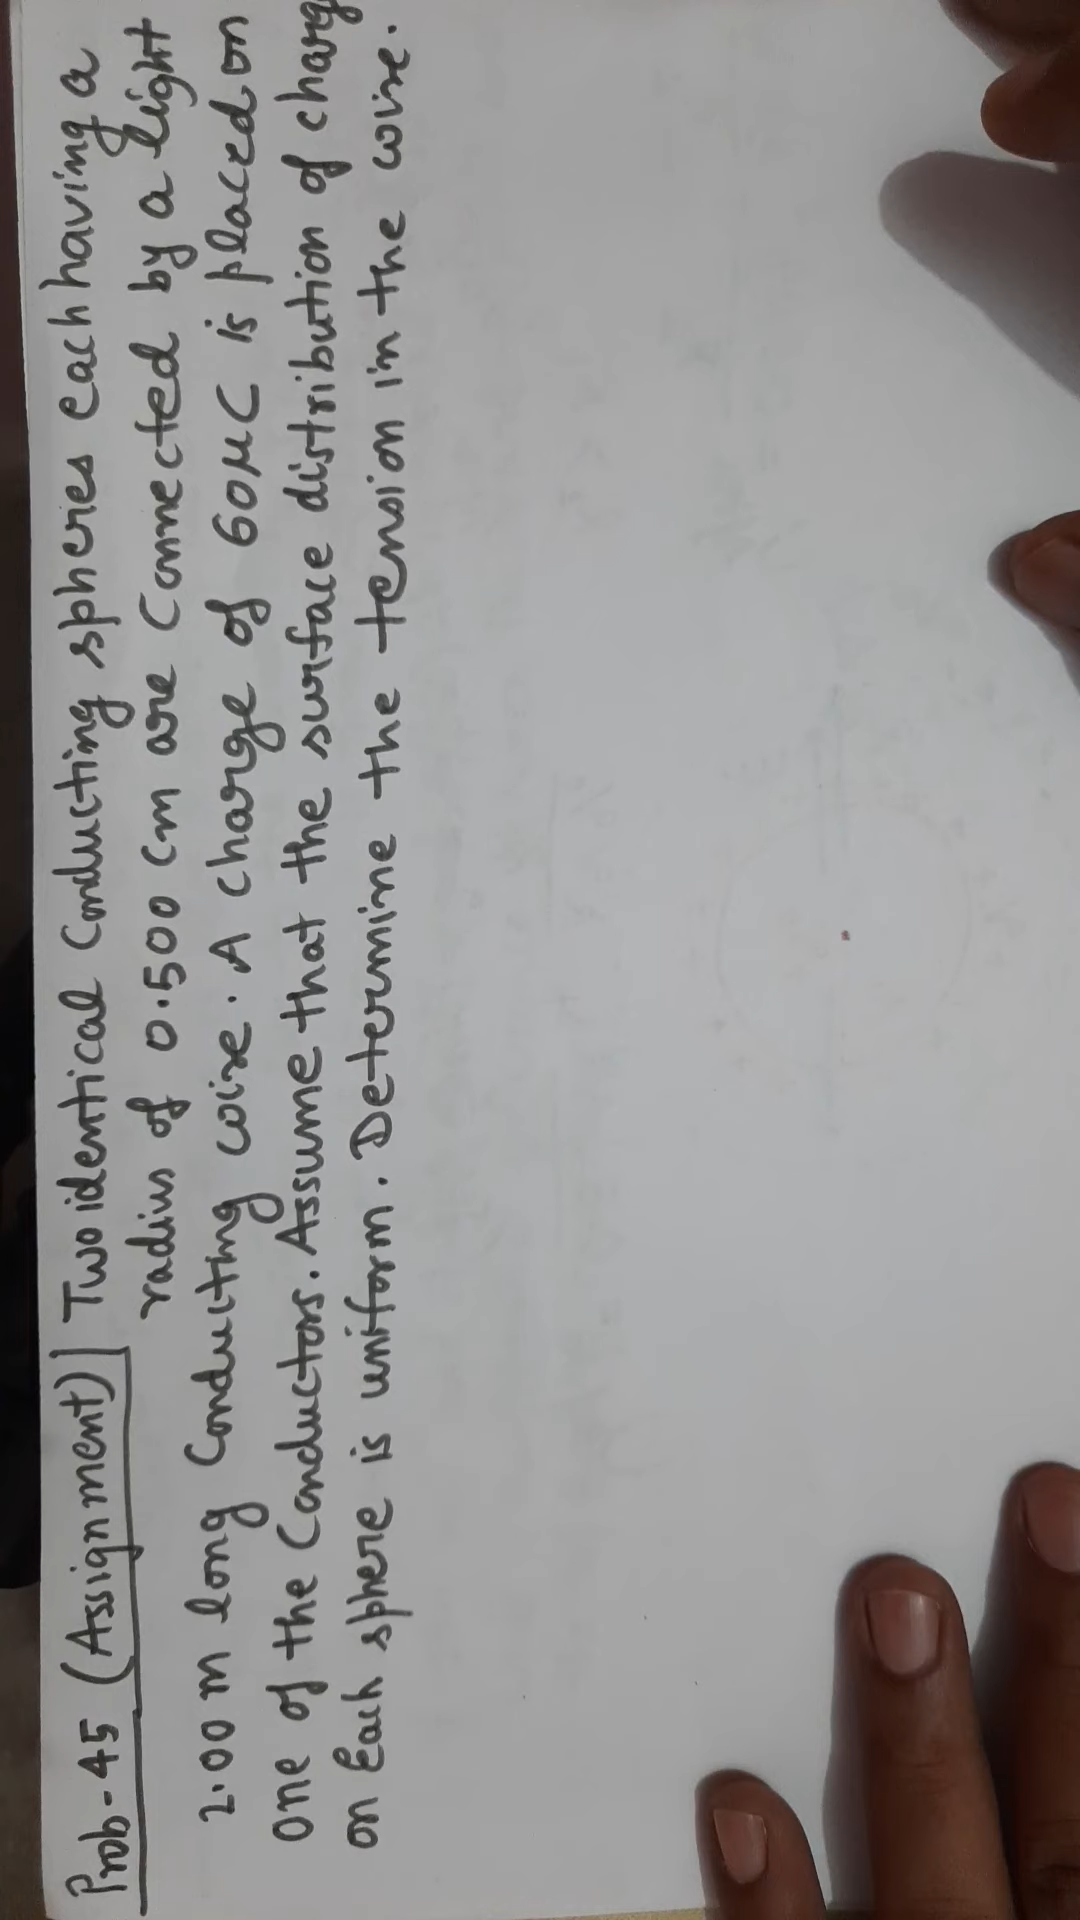 Prob-45 (Assignment) Two identical Conducting spheres each having a
radius of 0.500 cm are Connected by a light
2.00 m long Conducting wire. A charge of 60 μC is placed on
one of the Conductors. Assume that the surface distribution of charg
on Each sphere is uniform. Determine the tension in the wire.